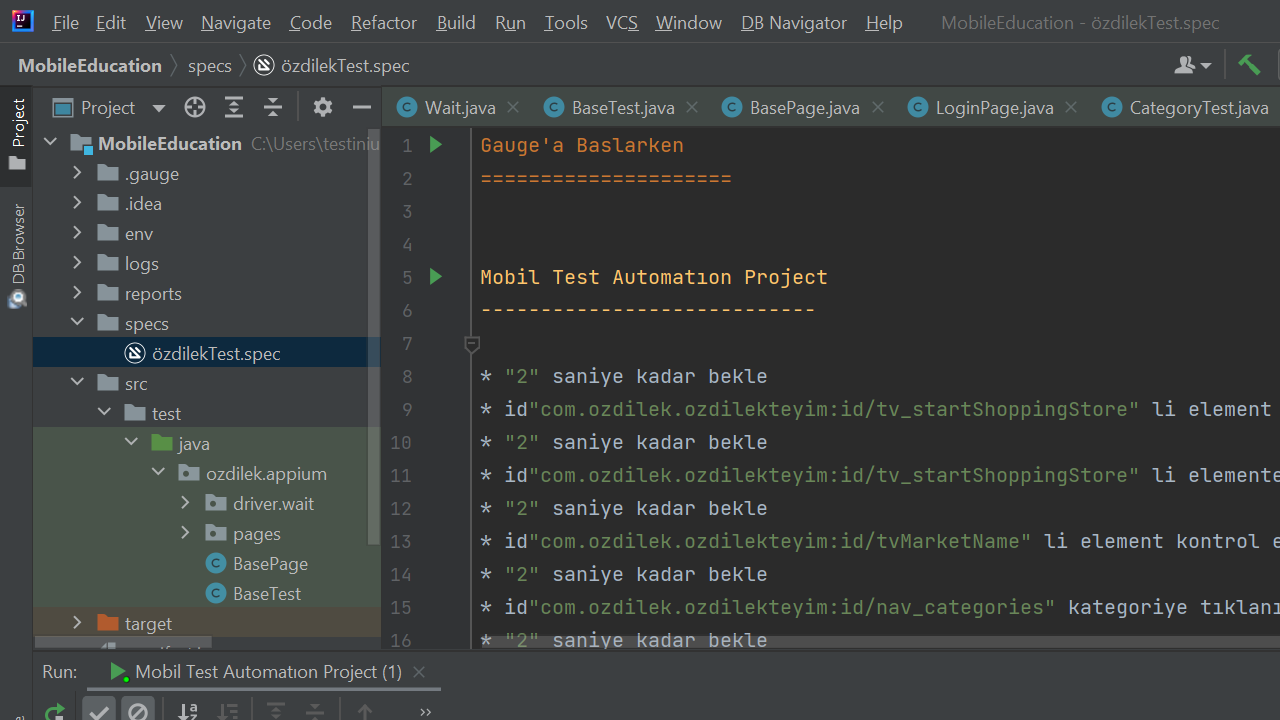 File Edit View Navigate Code Refactor Build Run Tools VCS Window DB Navigator Help MobileEducation - özdilekTest.spec
MobileEducation specs özdilekTest.spec
Project
DB Browser
Project
MobileEducation C:\Users\testiniu
.gauge
.idea
env
logs
reports
specs
özdilekTest.spec
src
test
java
ozdilek.appium
driver.wait
pages
BasePage
BaseTest
target
Wait.java BaseTest.java BasePage.java LoginPage.java CategoryTest.java
1 Gauge'a Baslarken
2 =====================
3
4
5 Mobil Test Automatıon Project
6 ----------------------------
7
8 * "2" saniye kadar bekle
9 * id"com.ozdilek.ozdilekteyim:id/tv_startShoppingStore" li element
10 * "2" saniye kadar bekle
11 * id"com.ozdilek.ozdilekteyim:id/tv_startShoppingStore" li elemente
12 * "2" saniye kadar bekle
13 * id"com.ozdilek.ozdilekteyim:id/tvMarketName" li element kontrol e
14 * "2" saniye kadar bekle
15 * id"com.ozdilek.ozdilekteyim:id/nav_categories" kategoriye tıklanı
16 * "2" saniye kadar bekle
Run: Mobil Test Automatıon Project (1)